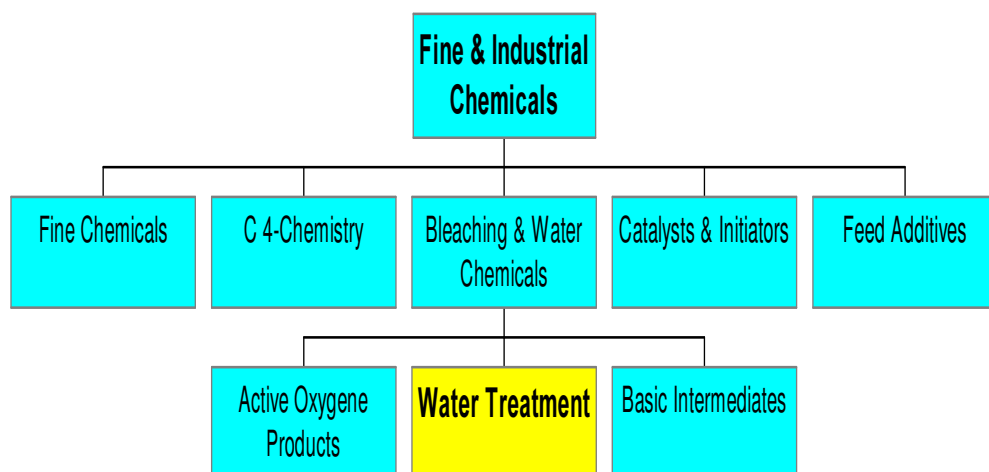 Fine & Industrial
Chemicals
Fine Chemicals
C 4-Chemistry
Bleaching & Water
Chemicals
Catalysts & Initiators
Feed Additives
Active Oxygene
Products
Water Treatment
Basic Intermediates